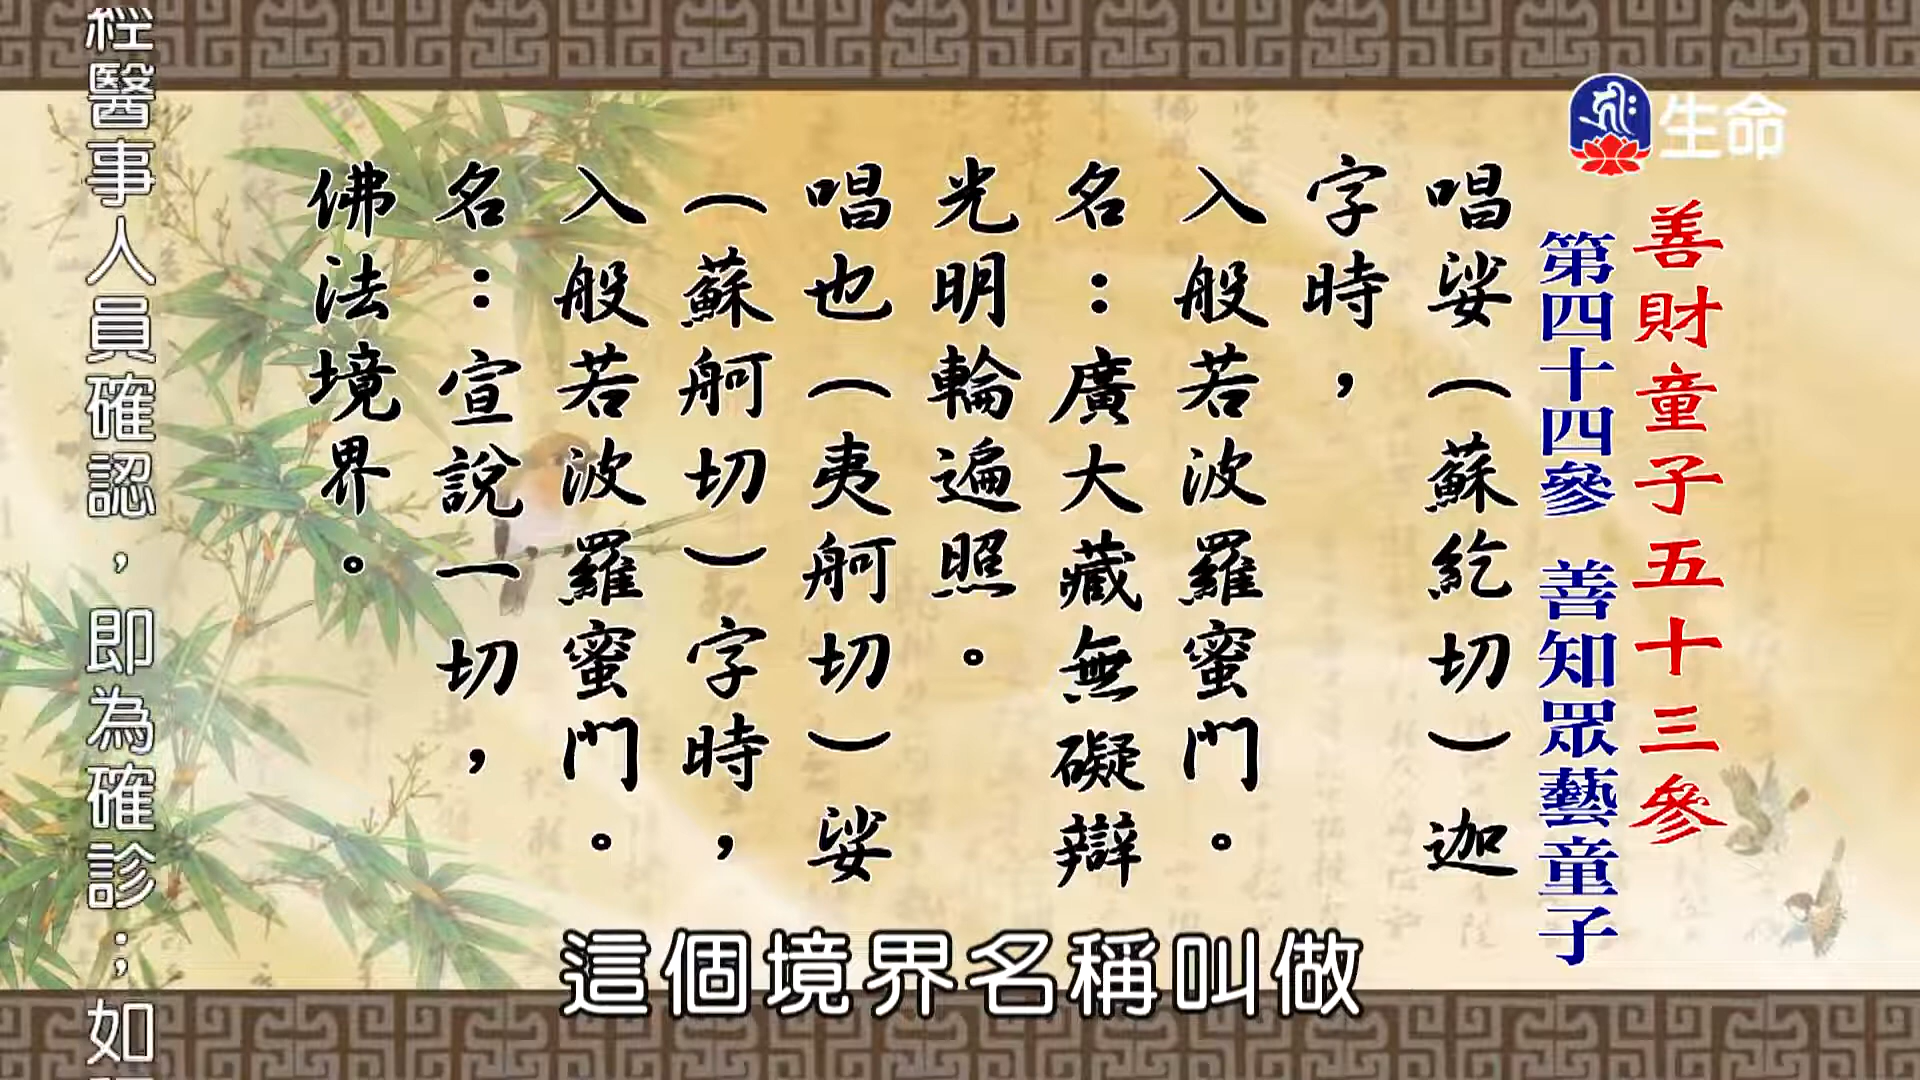 生命
善財童子五十三參
第四十四參 善知眾藝童子
唱娑（蘇紇切）迦
字時，
入般若波羅蜜門。
名：廣大藏無礙辯
光明輪遍照。
唱也（夷舸切）娑
（蘇舸切）字時，
入般若波羅蜜門。
名：宣說一切，
佛法境界。
經醫事人員確認，即為確診；如
這個境界名稱叫做